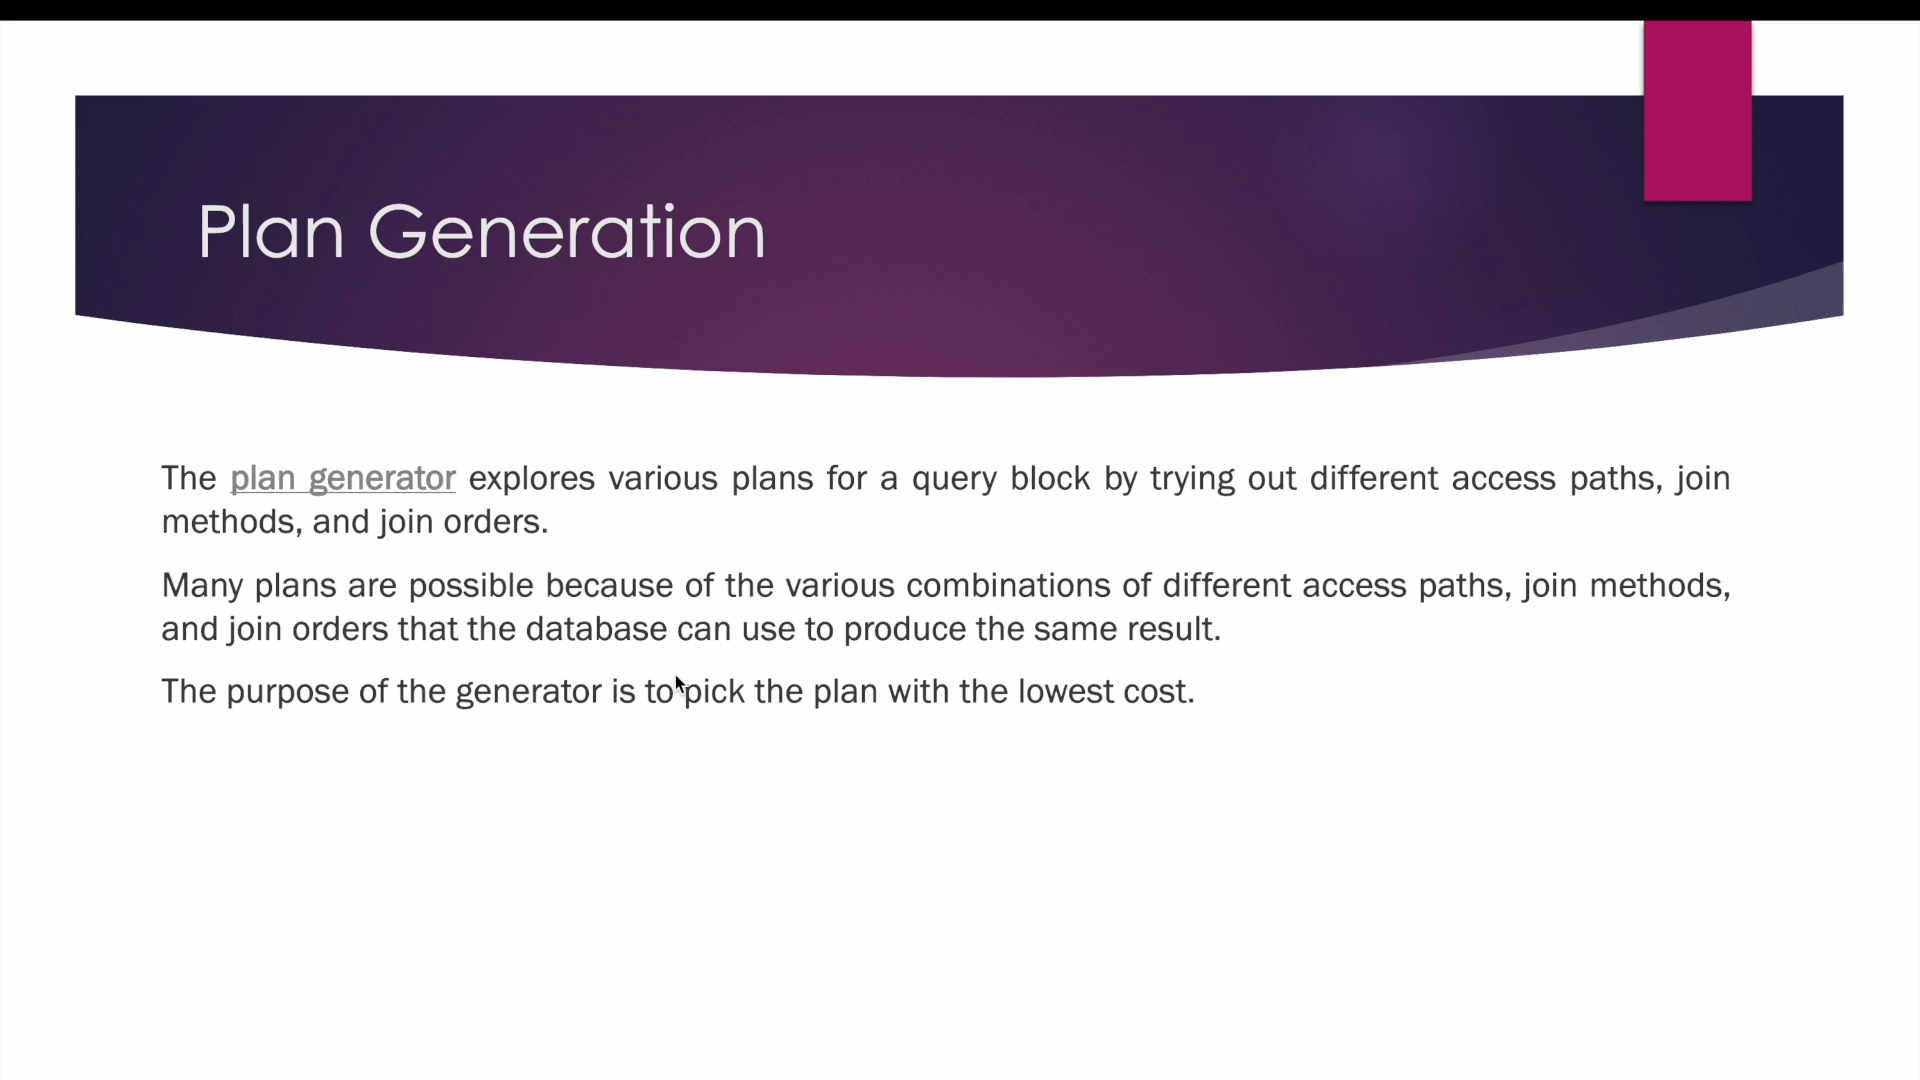 Plan Generation
The plan generator explores various plans for a query block by trying out different access paths, join
methods, and join orders.
Many plans are possible because of the various combinations of different access paths, join methods,
and join orders that the database can use to produce the same result.
The purpose of the generator is to pick the plan with the lowest cost.